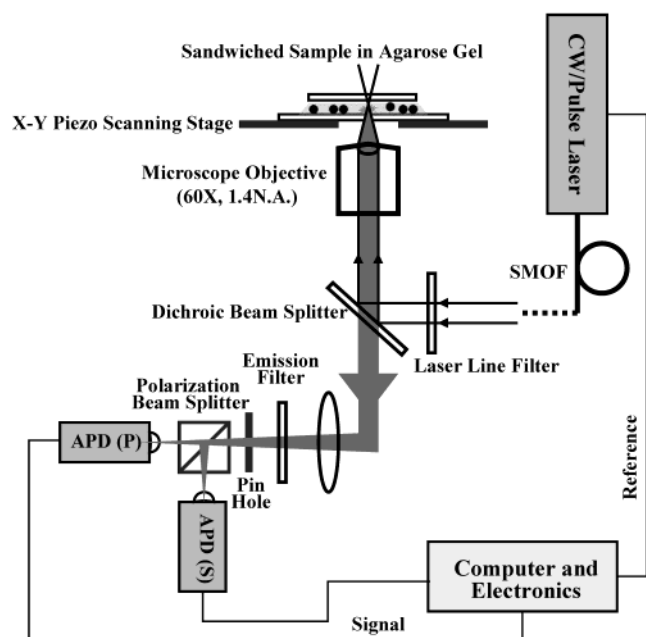 Sandwiched Sample in Agarose Gel
X-Y Piezo Scanning Stage
Microscope Objective
(60X, 1.4N.A.)
CW/Pulse Laser
SMOF
Dichroic Beam Splitter
Laser Line Filter
Emission
Filter
Polarization
Beam Splitter
APD (P)
Pin
Hole
APD (S)
Reference
Computer and
Electronics
Signal